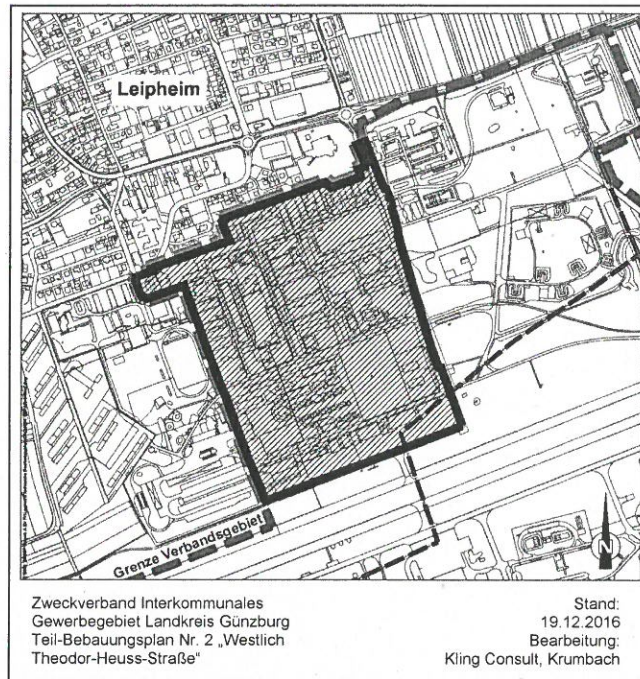 Leipheim
Grenze Verbandsgebiet
N
Zweckverband Interkommunales
Gewerbegebiet Landkreis Günzburg
Teil-Bebauungsplan Nr. 2 „Westlich
Theodor-Heuss-Straße“
Stand:
19.12.2016
Bearbeitung:
Kling Consult, Krumbach